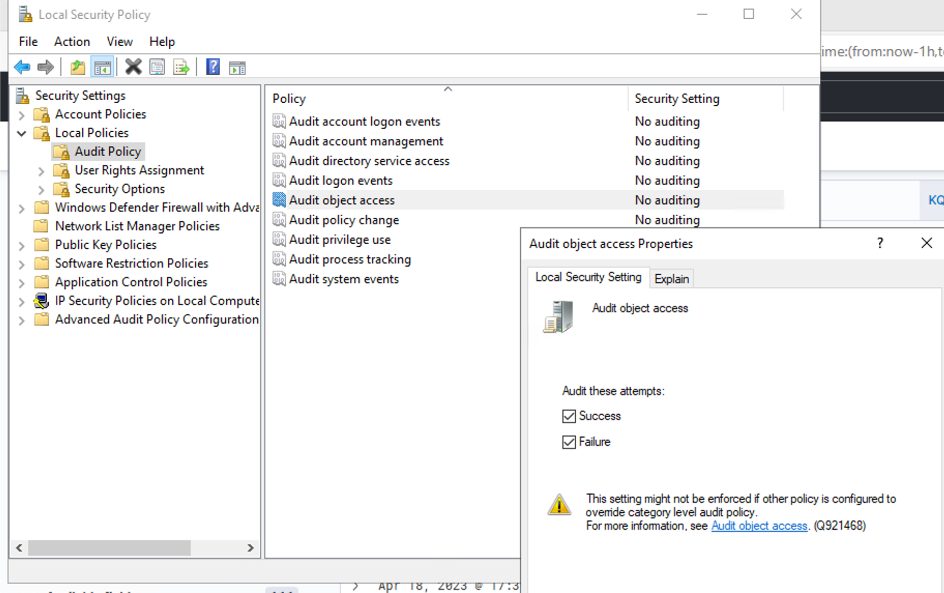 Local Security Policy
File Action View Help
ime:(from:now-1h,t
Security Settings
Account Policies
Local Policies
Audit Policy
User Rights Assignment
Security Options
Windows Defender Firewall with Adva
Network List Manager Policies
Public Key Policies
Software Restriction Policies
Application Control Policies
IP Security Policies on Local Compute
Advanced Audit Policy Configuration
Policy Security Setting
Audit account logon events No auditing
Audit account management No auditing
Audit directory service access No auditing
Audit logon events No auditing
Audit object access No auditing
Audit policy change No auditing
Audit privilege use
Audit process tracking
Audit system events
KQ
Audit object access Properties ?
Local Security Setting Explain
Audit object access
Audit these attempts:
Success
Failure
This setting might not be enforced if other policy is configured to
override category level audit policy.
For more information, see Audit object access. (Q921468)
Apr 18, 2023 @ 17:3